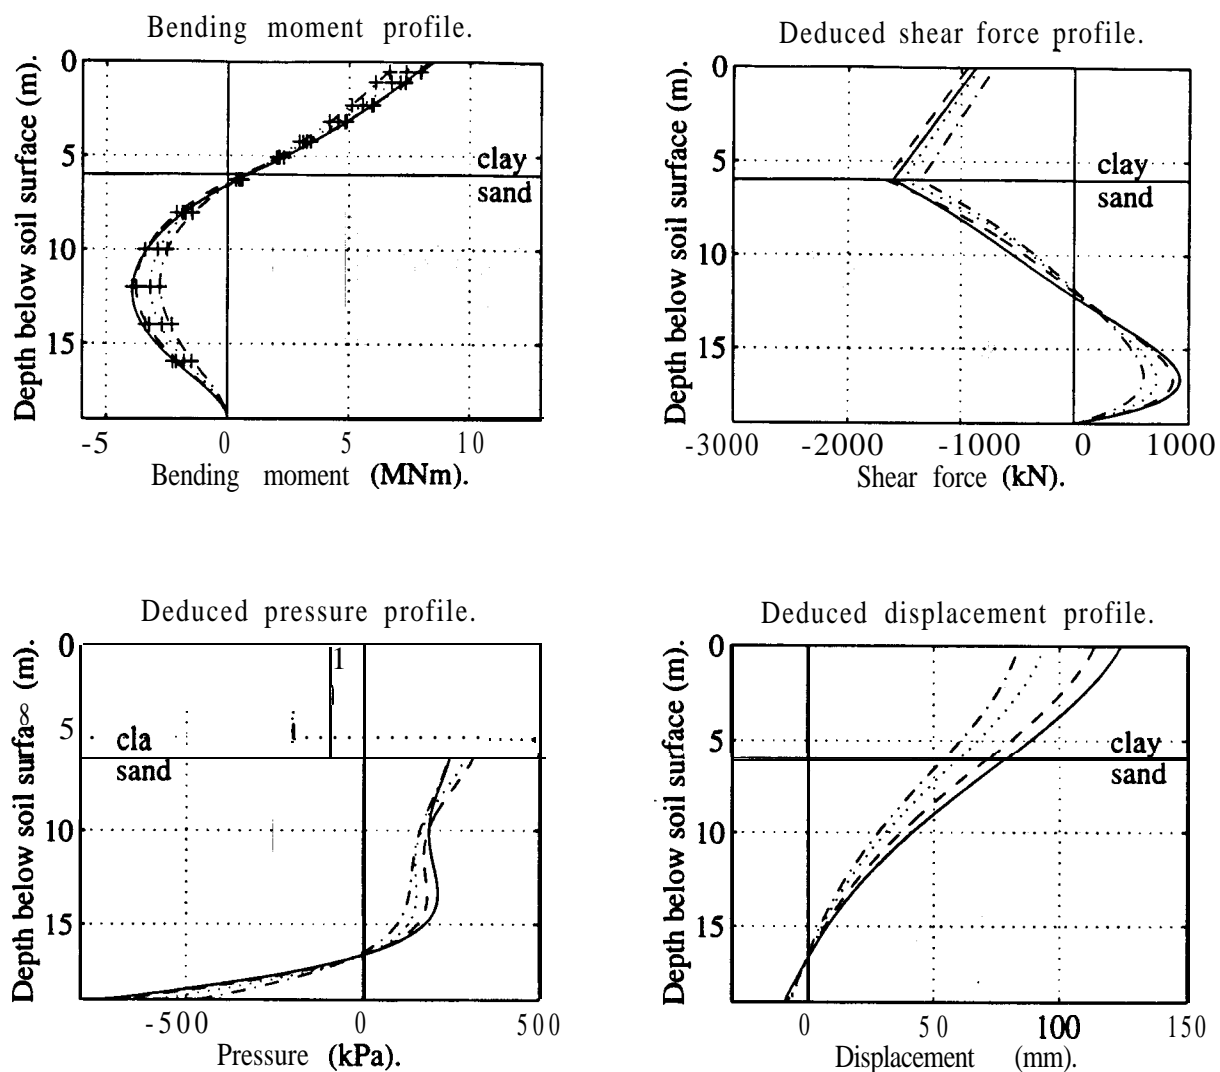 Bending moment profile.
0
5
10
15
Depth below soil surface (m).
clay
sand
-5 0 5 10
Bending moment (MNm).
Deduced shear force profile.
0
5
10
15
Depth below soil surface (m).
clay
sand
-3000 -2000 -1000 0 1000
Shear force (kN).
Deduced pressure profile.
0
5
10
15
Depth below soil surfa∞ (m).
1
cla
sand
-500 0 500
Pressure (kPa).
Deduced displacement profile.
0
5
10
15
Depth below soil surface (m).
clay
sand
0 50 100 150
Displacement (mm).